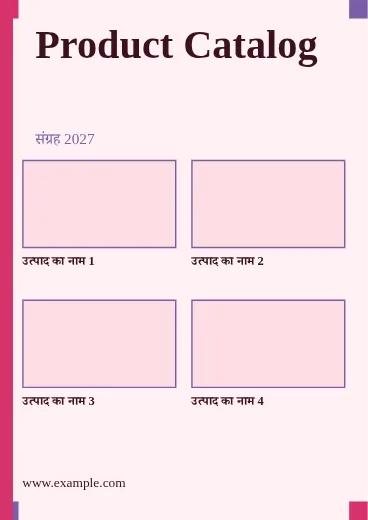 Product Catalog
संग्रह 2027
उत्पाद का नाम 1
उत्पाद का नाम 2
उत्पाद का नाम 3
उत्पाद का नाम 4
www.example.com